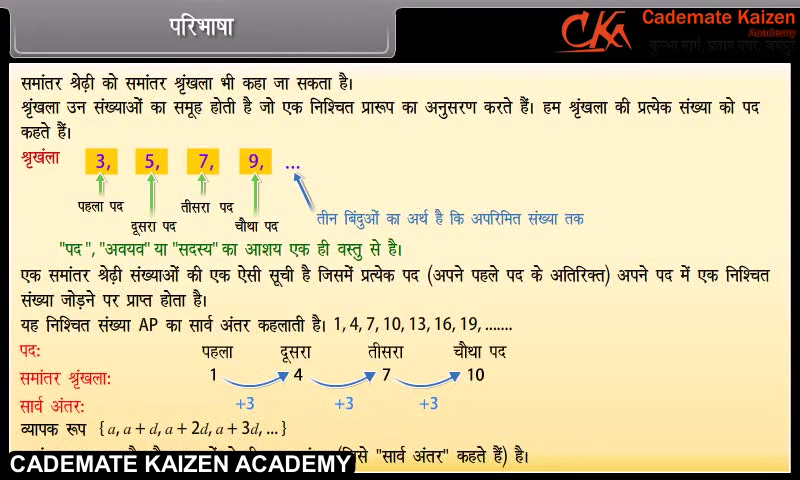 परिभाषा
CKA Cademate Kaizen
Academy
समांतर श्रेढ़ी को समांतर श्रृंखला भी कहा जा सकता है।
श्रृंखला उन संख्याओं का समूह होती है जो एक निश्चित प्रारूप का अनुसरण करते हैं। हम श्रृंखला की प्रत्येक संख्या को पद
कहते हैं।
श्रृखंला 3, 5, 7, 9, ...
पहला पद तीसरा पद
दूसरा पद चौथा पद
तीन बिंदुओं का अर्थ है कि अपरिमित संख्या तक
"पद", "अवयव" या "सदस्य" का आशय एक ही वस्तु से है।
एक समांतर श्रेढ़ी संख्याओं की एक ऐसी सूची है जिसमें प्रत्येक पद (अपने पहले पद के अतिरिक्त) अपने पद में एक निश्चित
संख्या जोड़ने पर प्राप्त होता है।
यह निश्चित संख्या AP का सार्व अंतर कहलाती है। 1, 4, 7, 10, 13, 16, 19, .......
पद: पहला दूसरा तीसरा चौथा पद
समांतर श्रृंखला: 1 4 7 10
सार्व अंतर: +3 +3 +3
व्यापक रूप { a, a + d, a + 2d, a + 3d, ... }
"सार्व अंतर" कहते हैं) है।
CADEMATE KAIZEN ACADEMY